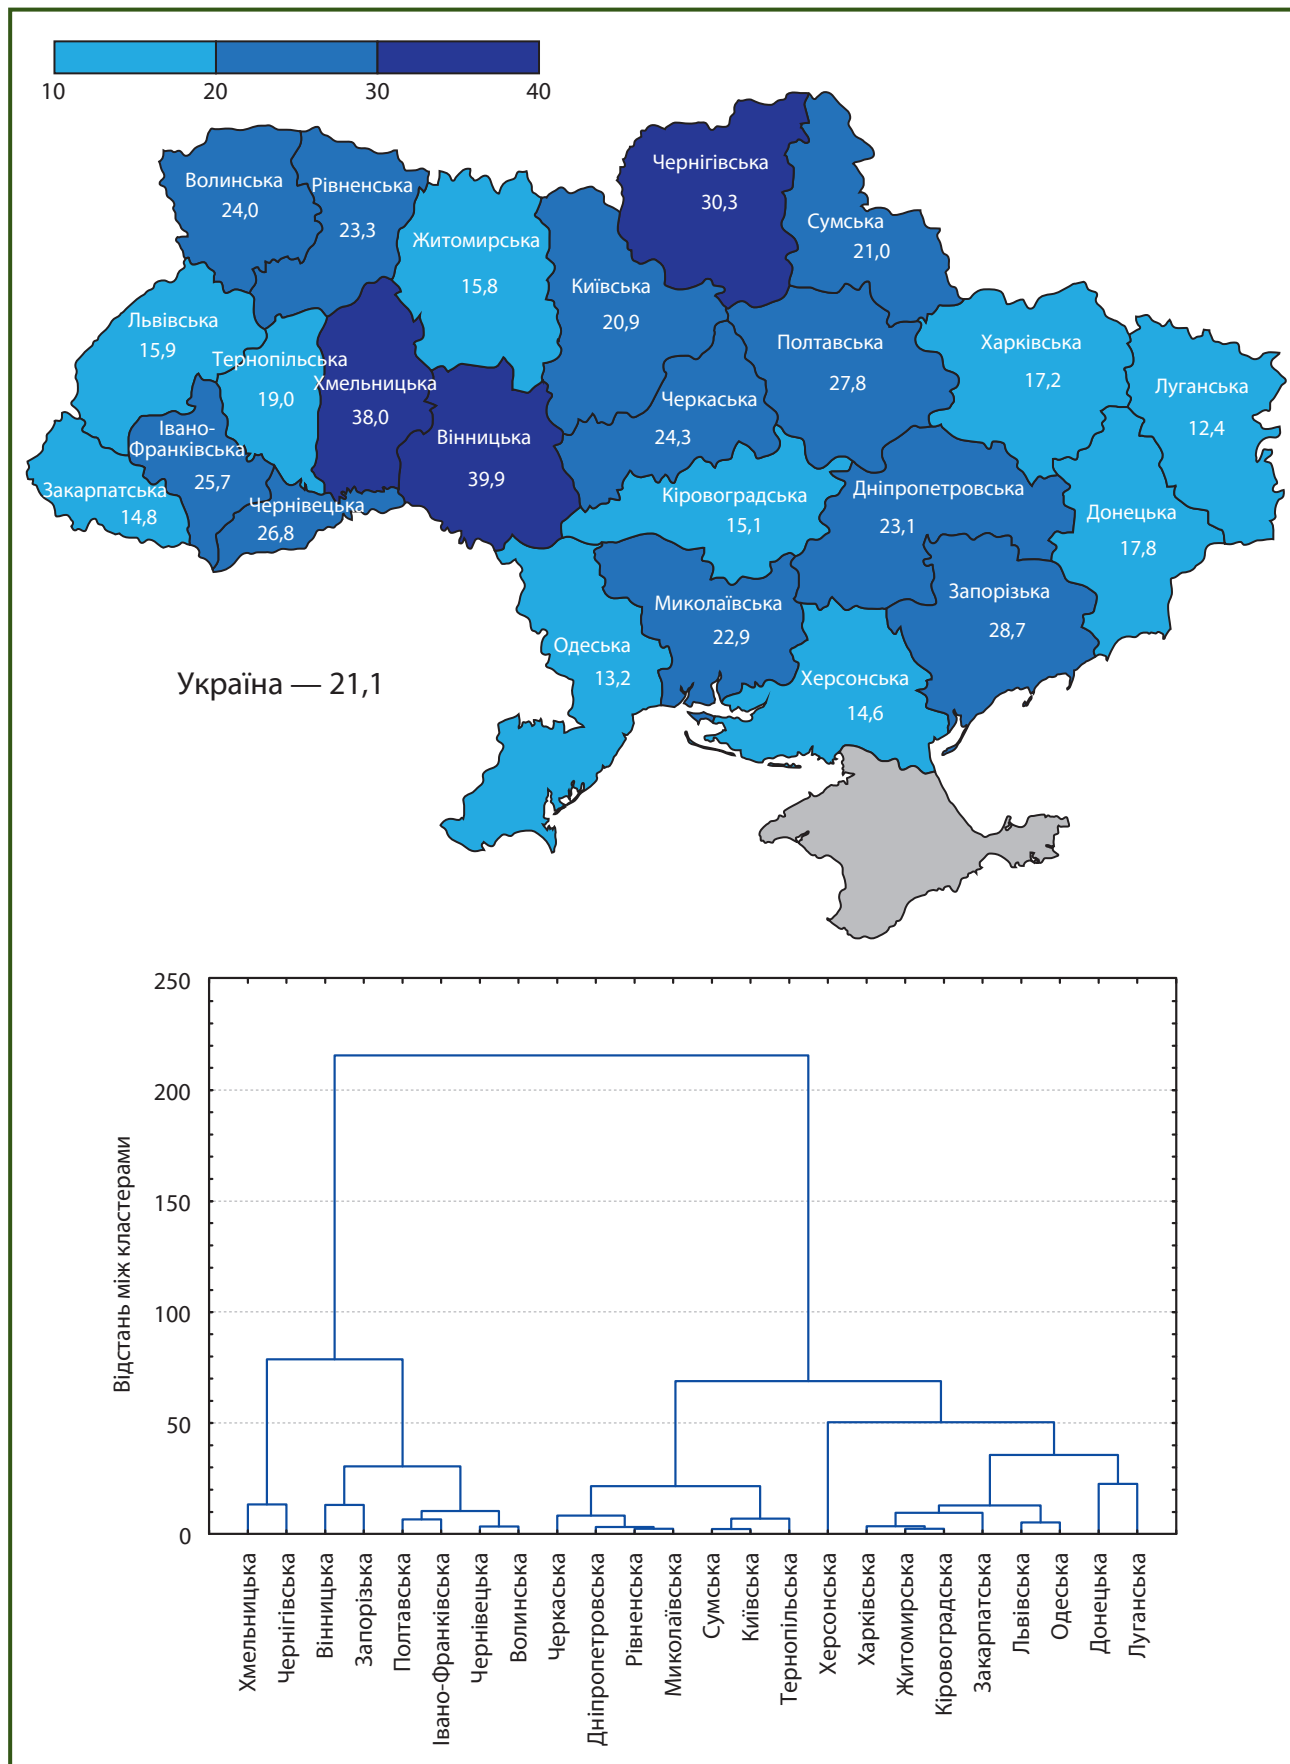 10 20 30 40
Чернігівська
30,3
Волинська
24,0
Рівненська
23,3
Сумська
21,0
Житомирська
15,8
Київська
20,9
Львівська
15,9
Тернопільська
19,0
Хмельницька
38,0
Полтавська
27,8
Харківська
17,2
Луганська
12,4
Черкаська
24,3
Вінницька
39,9
Івано-
Франківська
25,7
Закарпатська
14,8
Чернівецька
26,8
Кіровоградська
15,1
Дніпропетровська
23,1
Донецька
17,8
Запорізька
28,7
Миколаївська
22,9
Одеська
13,2
Херсонська
14,6
Україна — 21,1
250
200
150
100
50
0
Відстань між кластерами
Хмельницька
Чернігівська
Вінницька
Запорізька
Полтавська
Івано-Франківська
Чернівецька
Волинська
Черкаська
Дніпропетровська
Рівненська
Миколаївська
Сумська
Київська
Тернопільська
Херсонська
Харківська
Житомирська
Кіровоградська
Закарпатська
Львівська
Одеська
Донецька
Луганська